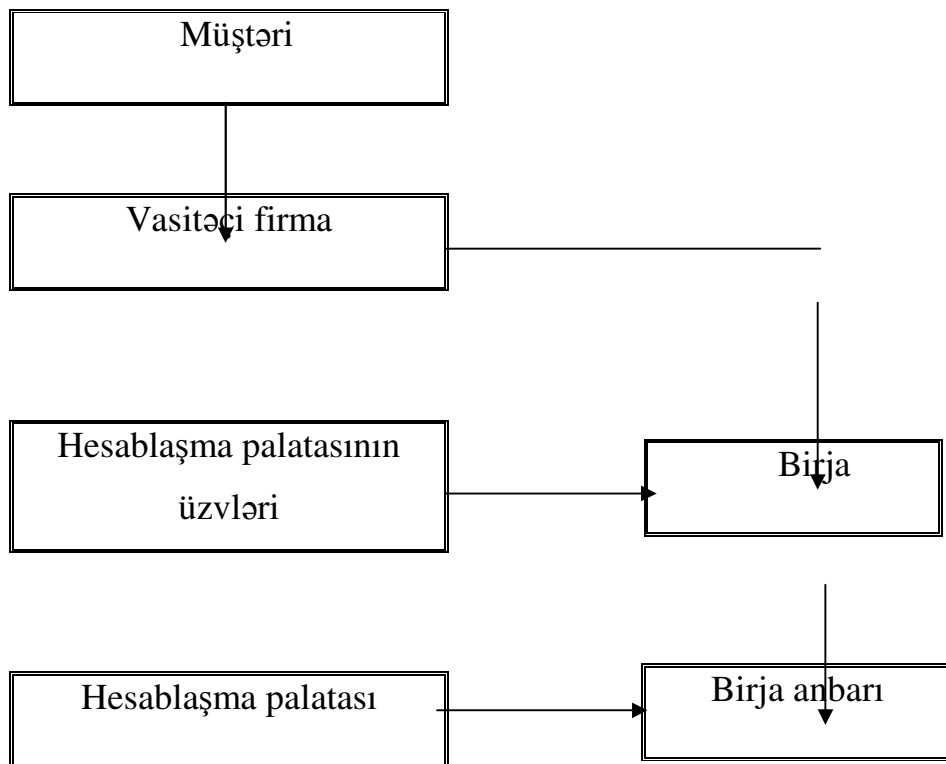 Müştəri
Vasitəçi firma
Hesablaşma palatasının
üzvləri
Birja
Hesablaşma palatası
Birja anbarı